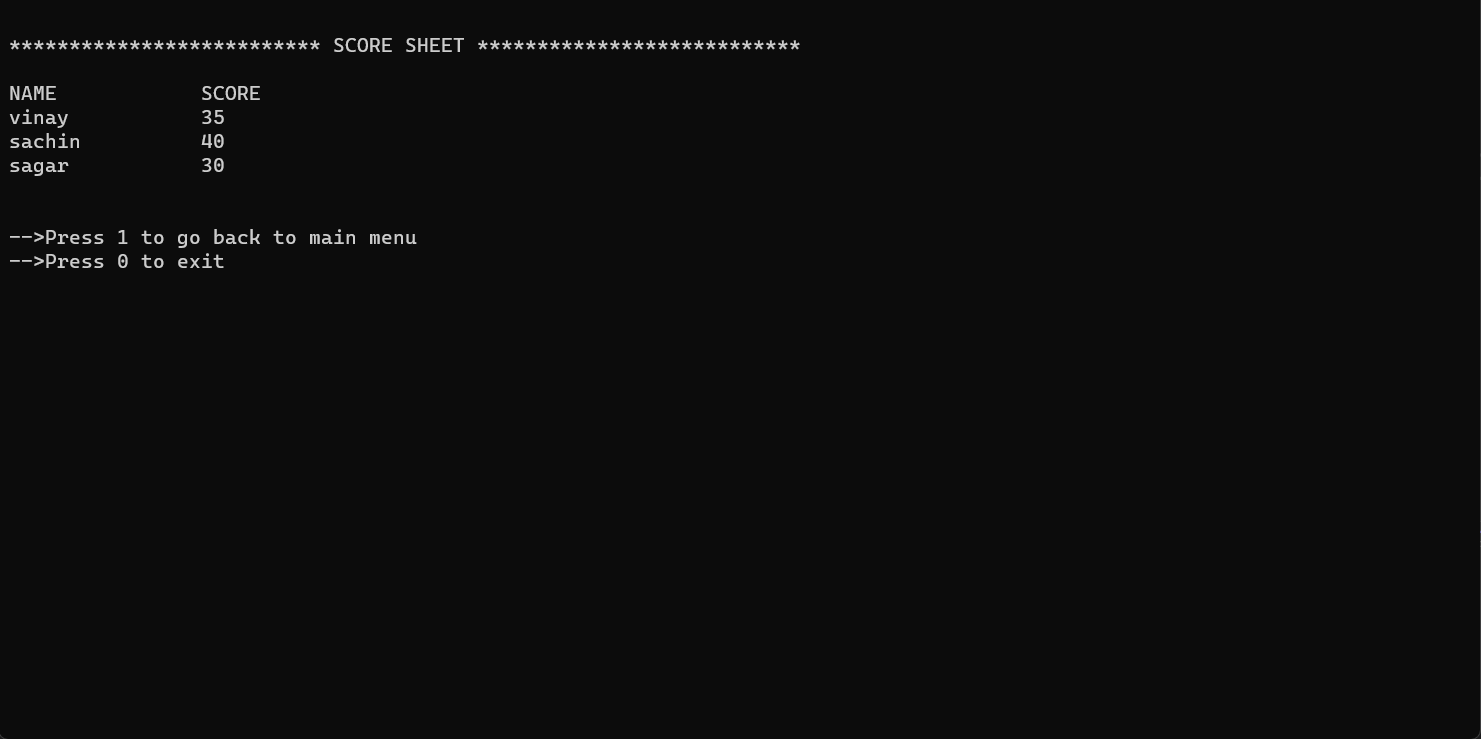 ************************** SCORE SHEET ***************************
NAME            SCORE
vinay           35
sachin          40
sagar           30
-->Press 1 to go back to main menu
-->Press 0 to exit